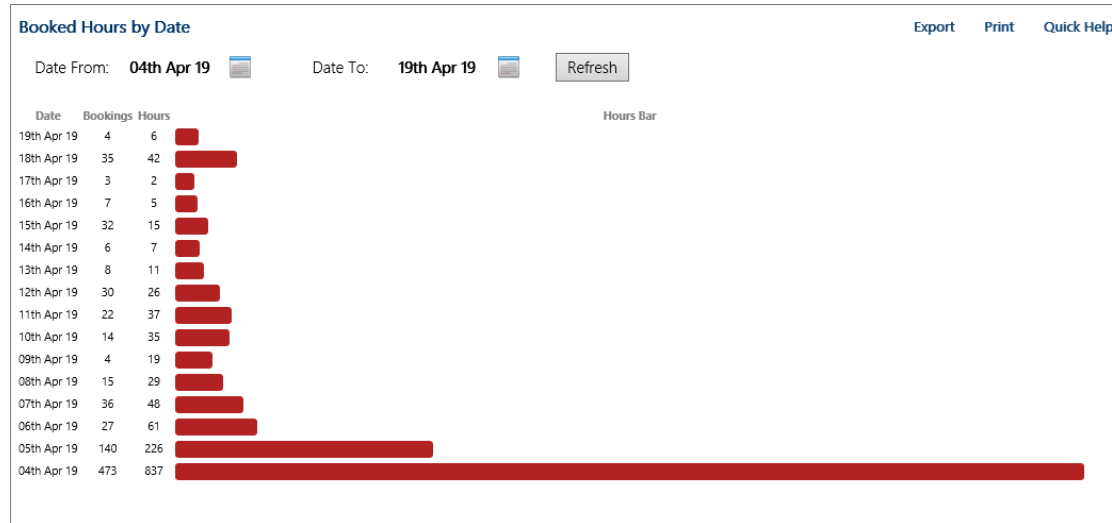 Booked Hours by Date Export Print Quick Help
Date From: 04th Apr 19 Date To: 19th Apr 19 Refresh
Date Bookings Hours Hours Bar
19th Apr 19 4 6
18th Apr 19 35 42
17th Apr 19 3 2
16th Apr 19 7 5
15th Apr 19 32 15
14th Apr 19 6 7
13th Apr 19 8 11
12th Apr 19 30 26
11th Apr 19 22 37
10th Apr 19 14 35
09th Apr 19 4 19
08th Apr 19 15 29
07th Apr 19 36 48
06th Apr 19 27 61
05th Apr 19 140 226
04th Apr 19 473 837